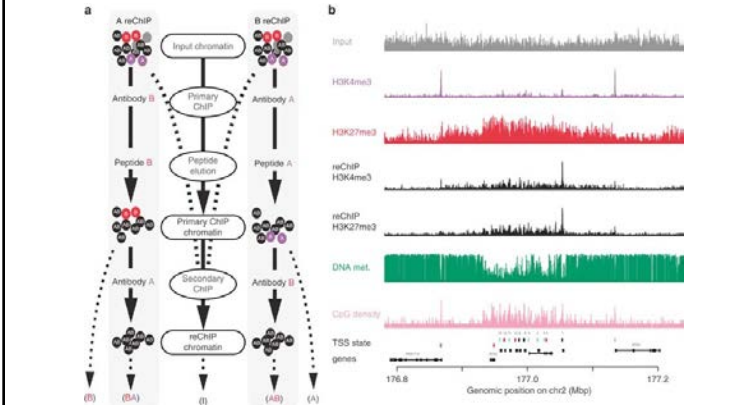 a
A reChIP
B reChIP
Input chromatin
Antibody B
Primary ChIP
Antibody A
Peptide B
Peptide elution
Peptide A
Primary ChIP chromatin
Antibody A
Secondary ChIP
Antibody B
reChIP chromatin
(B)
(BA)
(I)
(AB)
(A)
b
Input
H3K4me3
H3K27me3
reChIP
H3K4me3
reChIP
H3K27me3
DNA met.
CpG density
TSS state
genes
176.8
177.0
177.2
Genomic position on chr2 (Mbp)